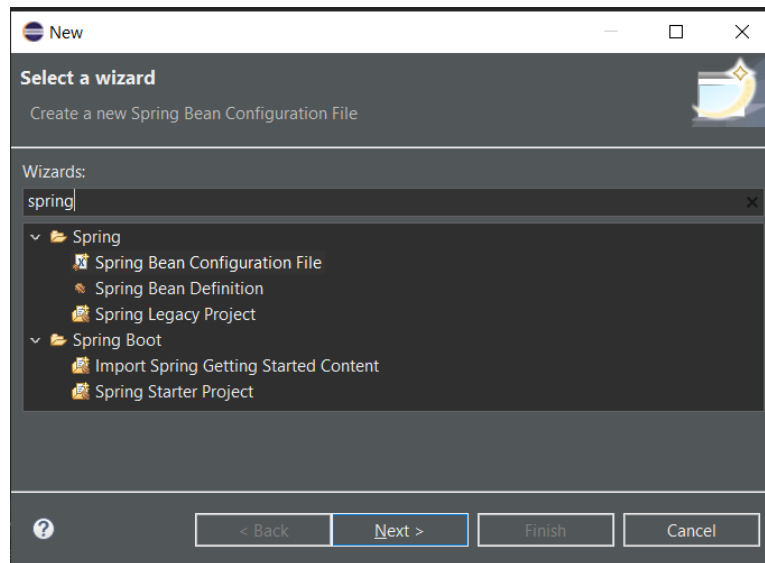 New
Select a wizard
Create a new Spring Bean Configuration File
Wizards:
spring
Spring
Spring Bean Configuration File
Spring Bean Definition
Spring Legacy Project
Spring Boot
Import Spring Getting Started Content
Spring Starter Project
< Back Next > Finish Cancel